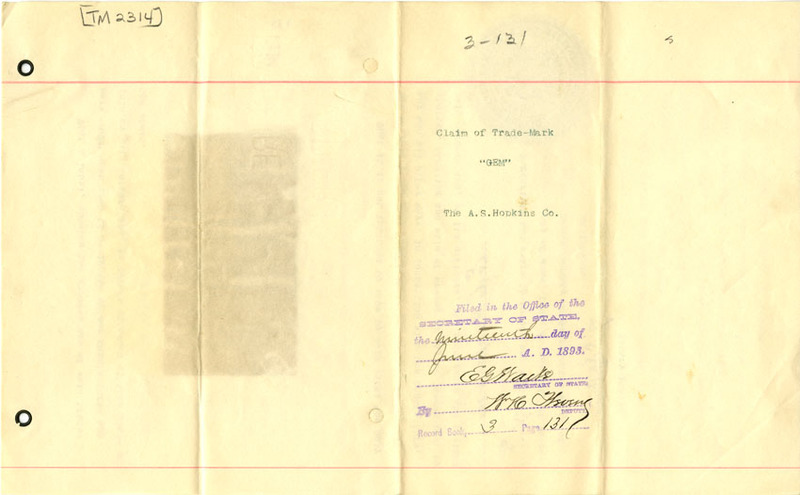 [TM 2314]
3-131
Claim of Trade-Mark
"GEM"
The A.S.Hopkins Co.
Filed in the Office of the
SECRETARY OF STATE,
the nineteenth day of
June A. D. 1893.
E G Waite
SECRETARY OF STATE
By W H
DEPUTY
Record Book, 3 Page, 131